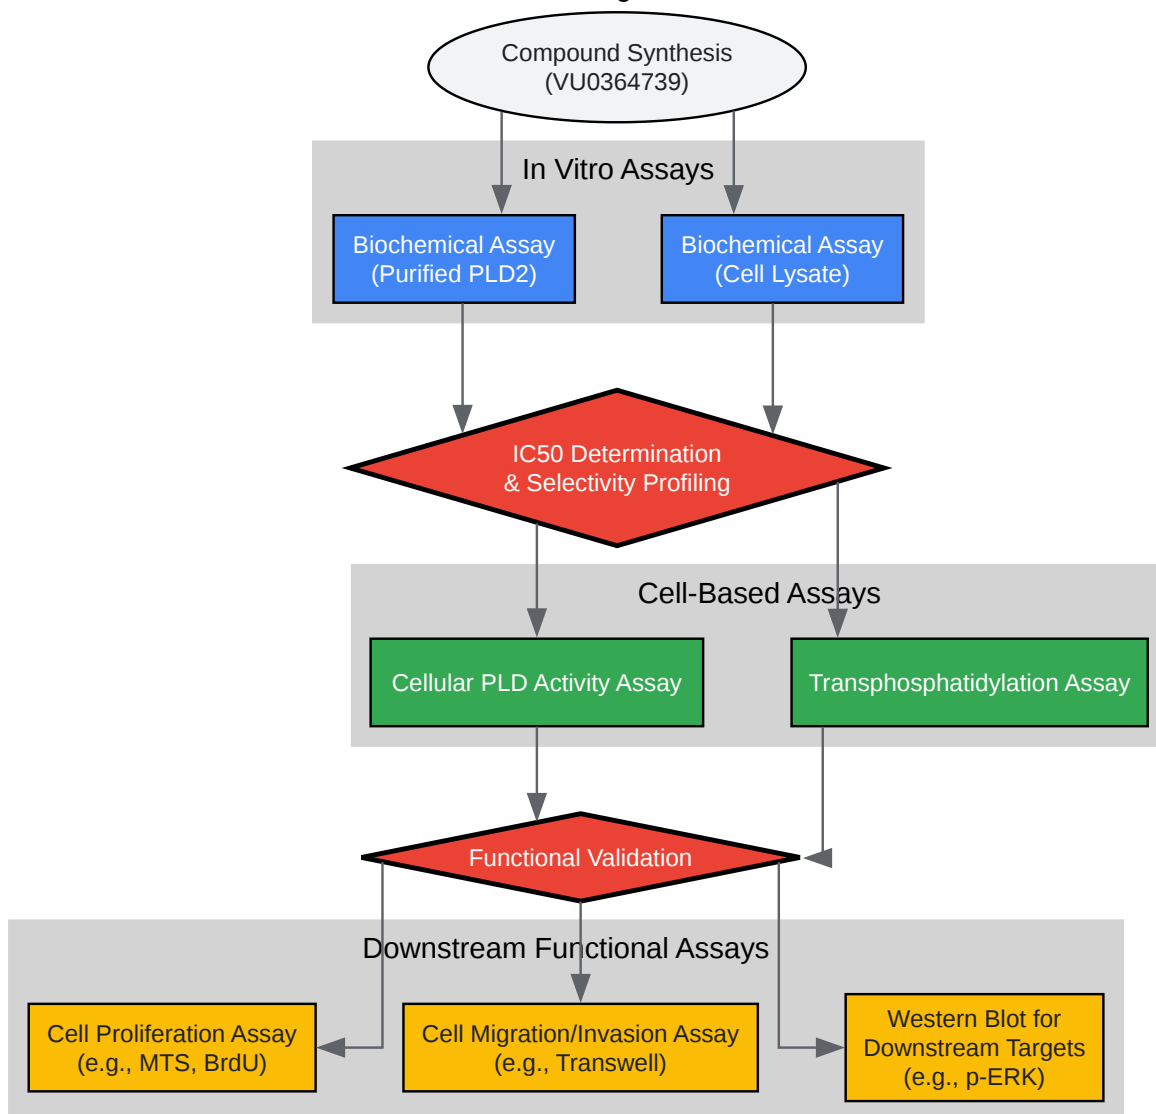 Compound Synthesis
(VU0364739)
In Vitro Assays
Biochemical Assay
(Purified PLD2)
Biochemical Assay
(Cell Lysate)
IC50 Determination
& Selectivity Profiling
Cell-Based Assays
Cellular PLD Activity Assay
Transphosphatidylation Assay
Functional Validation
Downstream Functional Assays
Cell Proliferation Assay
(e.g., MTS, BrdU)
Cell Migration/Invasion Assay
(e.g., Transwell)
Western Blot for
Downstream Targets
(e.g., p-ERK)